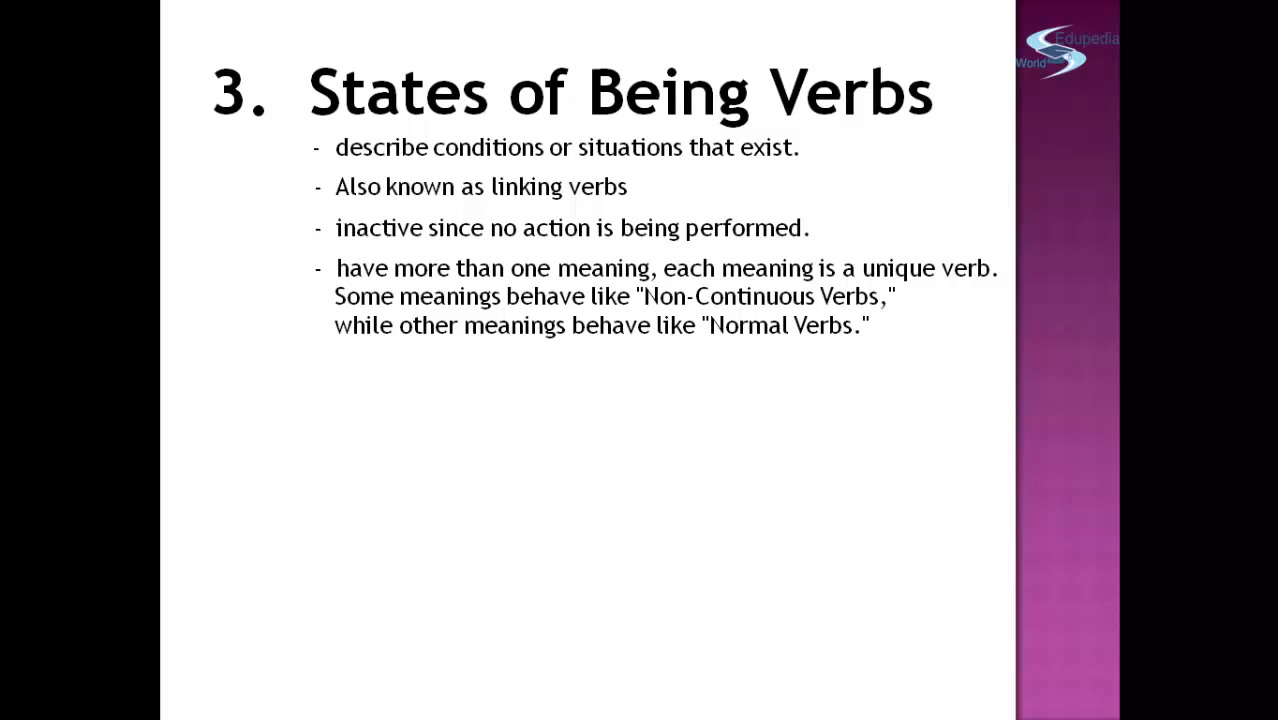 Edupedia
World
3. States of Being Verbs
- describe conditions or situations that exist.
- Also known as linking verbs
- inactive since no action is being performed.
- have more than one meaning, each meaning is a unique verb.
Some meanings behave like "Non-Continuous Verbs,"
while other meanings behave like "Normal Verbs."